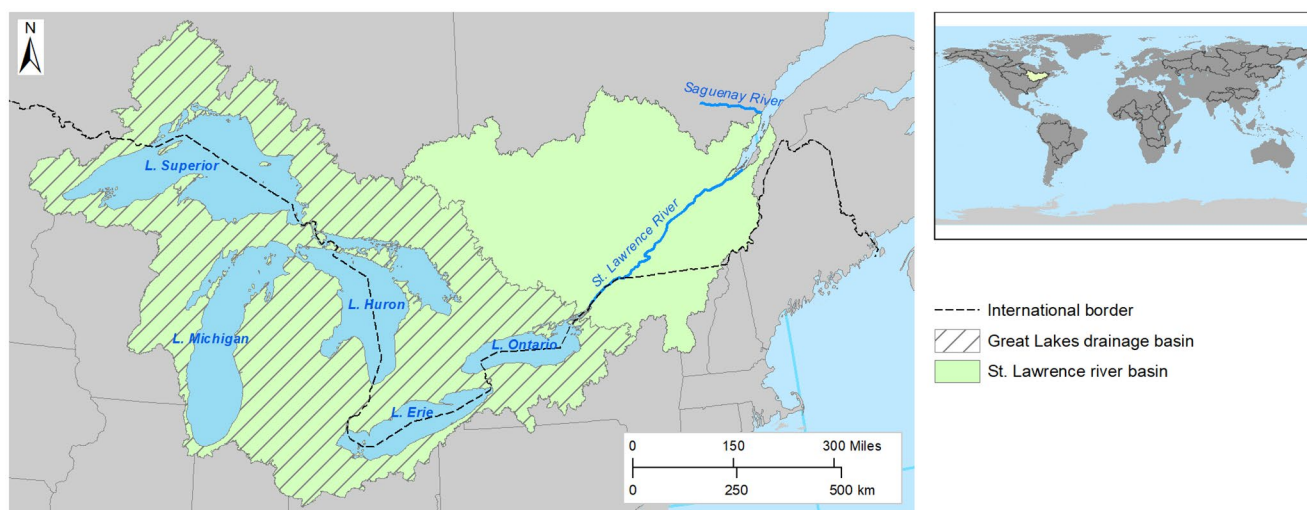 N
Saguenay River
L. Superior
St. Lawrence River
L. Huron
L. Michigan
L. Ontario
L. Erie
0 150 300 Miles
0 250 500 km
International border
Great Lakes drainage basin
St. Lawrence river basin